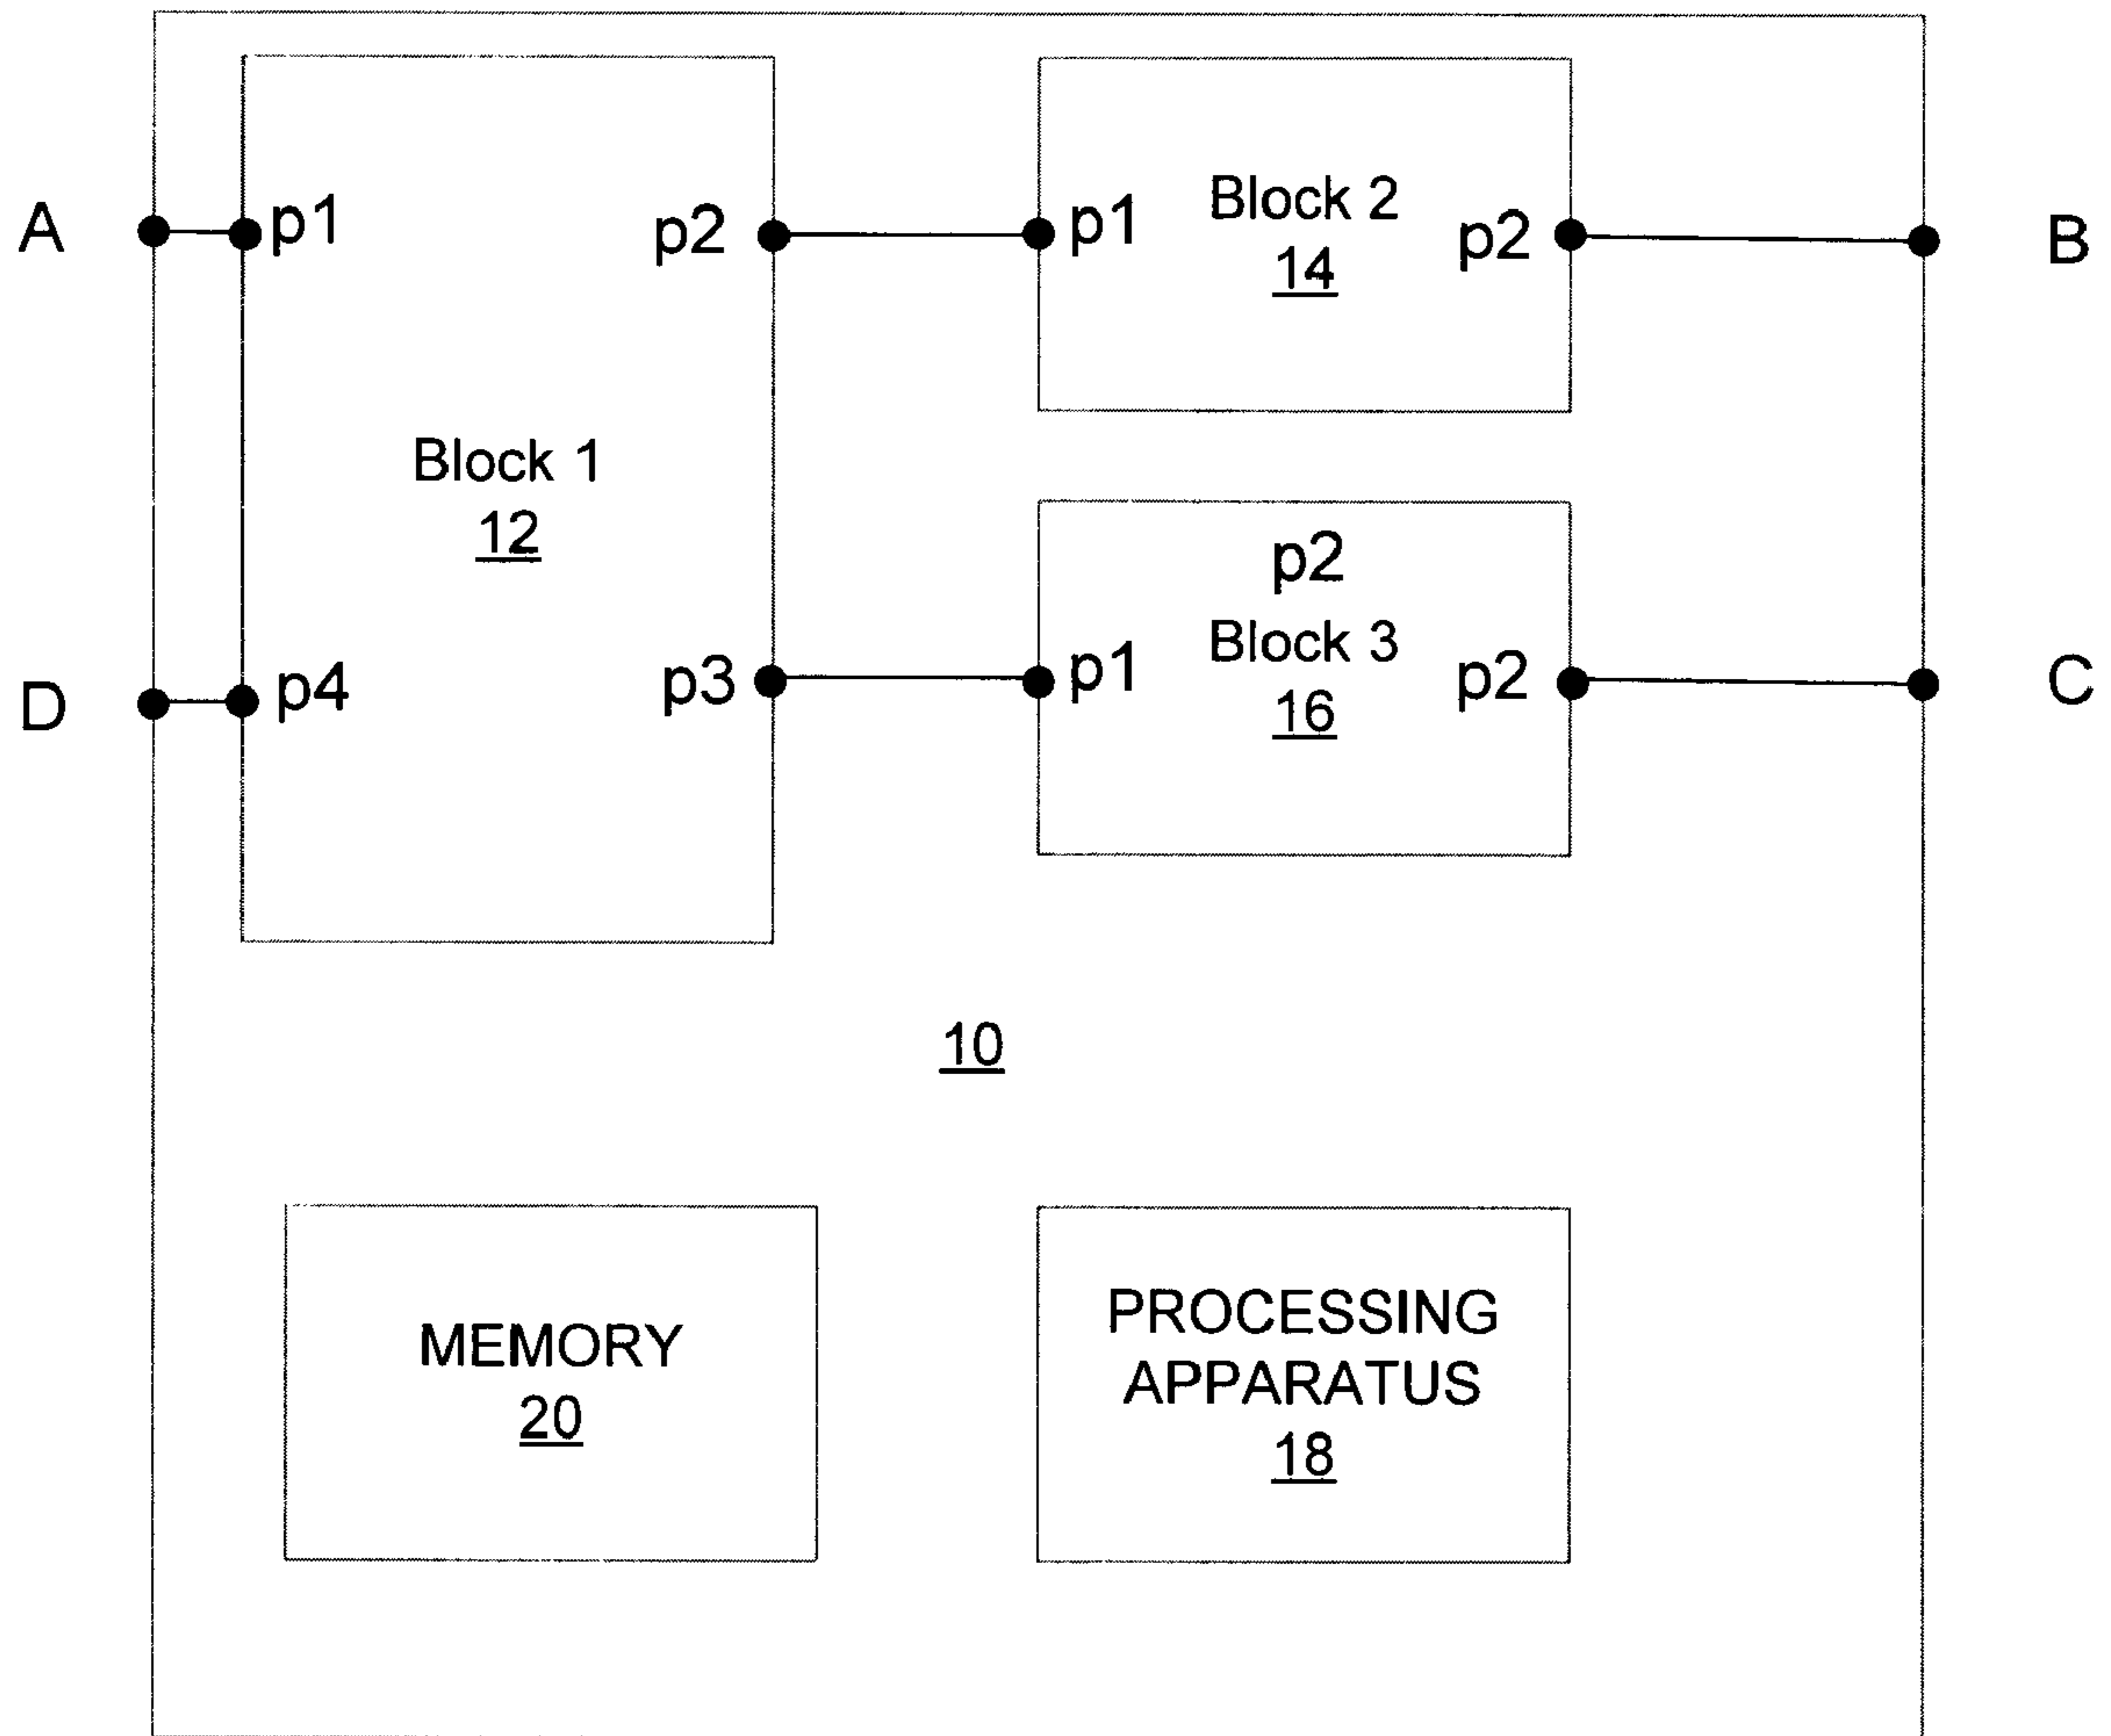 A
p1
p2
p1
Block 2
14
p2
B
Block 1
12
p2
Block 3
16
D
p4
p3
p1
p2
C
10
MEMORY
20
PROCESSING
APPARATUS
18